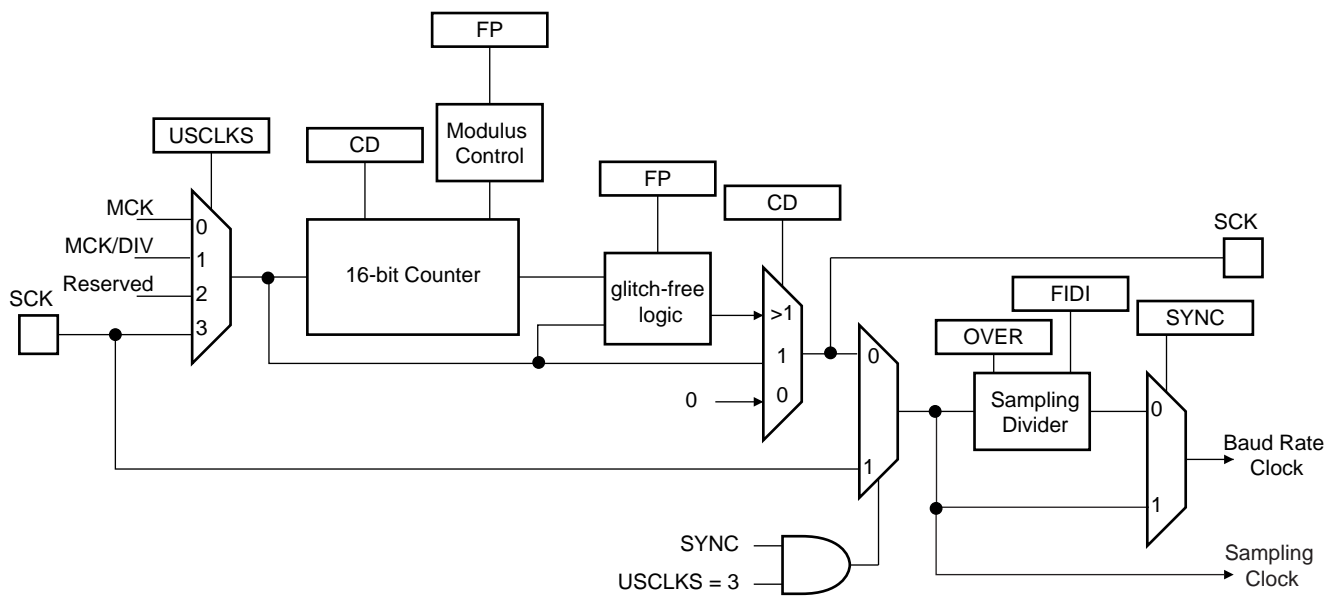 FP
USCLKS
CD
Modulus
Control
FP
CD
MCK
0
MCK/DIV
1
Reserved
2
SCK
3
16-bit Counter
glitch-free
logic
>1
1
0
0
SCK
FIDI
OVER
SYNC
0
1
Sampling
Divider
0
1
Baud Rate
Clock
SYNC
USCLKS = 3
Sampling
Clock